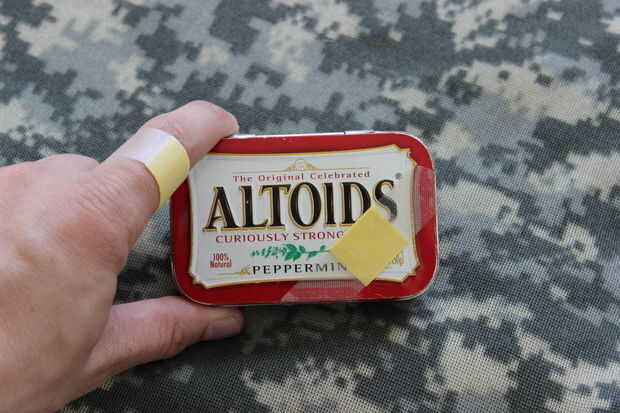 The Original Celebrated
ALTOIDS®
CURIOUSLY STRONG
100%
Natural
PEPPERMIN